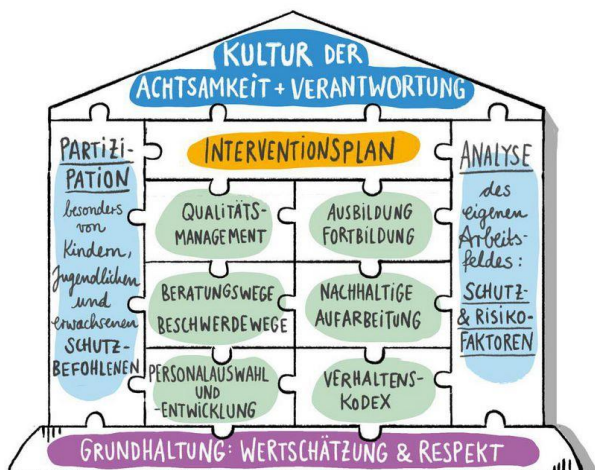 KULTUR DER
ACHTSAMKEIT + VERANTWORTUNG
PARTIZI-
PATION
besonders
von
Kindern,
Jugendlichen
und
erwachsenen
SCHUTZ-
BEFOHLENEN
INTERVENTIONSPLAN
QUALITÄTS-
MANAGEMENT
AUSBILDUNG
FORTBILDUNG
BERATUNGSWEGE
BESCHWERDEWEGE
NACHHALTIGE
AUFARBEITUNG
PERSONALAUSWAHL
UND
-ENTWICKLUNG
VERHALTENS-
KODEX
ANALYSE
des
eigenen
Arbeits-
feldes:
SCHUTZ-
& RISIKO-
FAKTOREN
GRUNDHALTUNG: WERTSCHÄTZUNG & RESPEKT